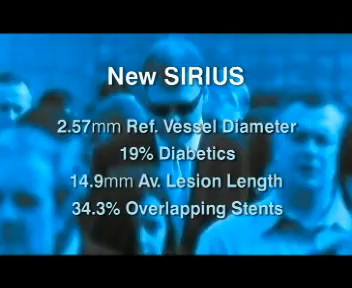 New SIRIUS
2.57mm Ref. Vessel Diameter
19% Diabetics
14.9mm Av. Lesion Length
34.3% Overlapping Stents